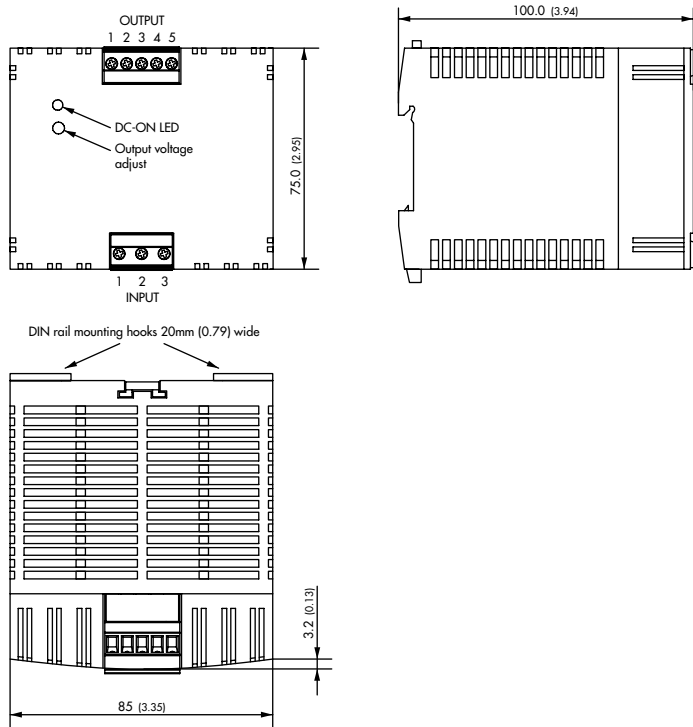 OUTPUT
1 2 3 4 5
DC-ON LED
Output voltage
adjust
75.0 (2.95)
1 2 3
INPUT
100.0 (3.94)
DIN rail mounting hooks 20mm (0.79) wide
3.2 (0.13)
85 (3.35)